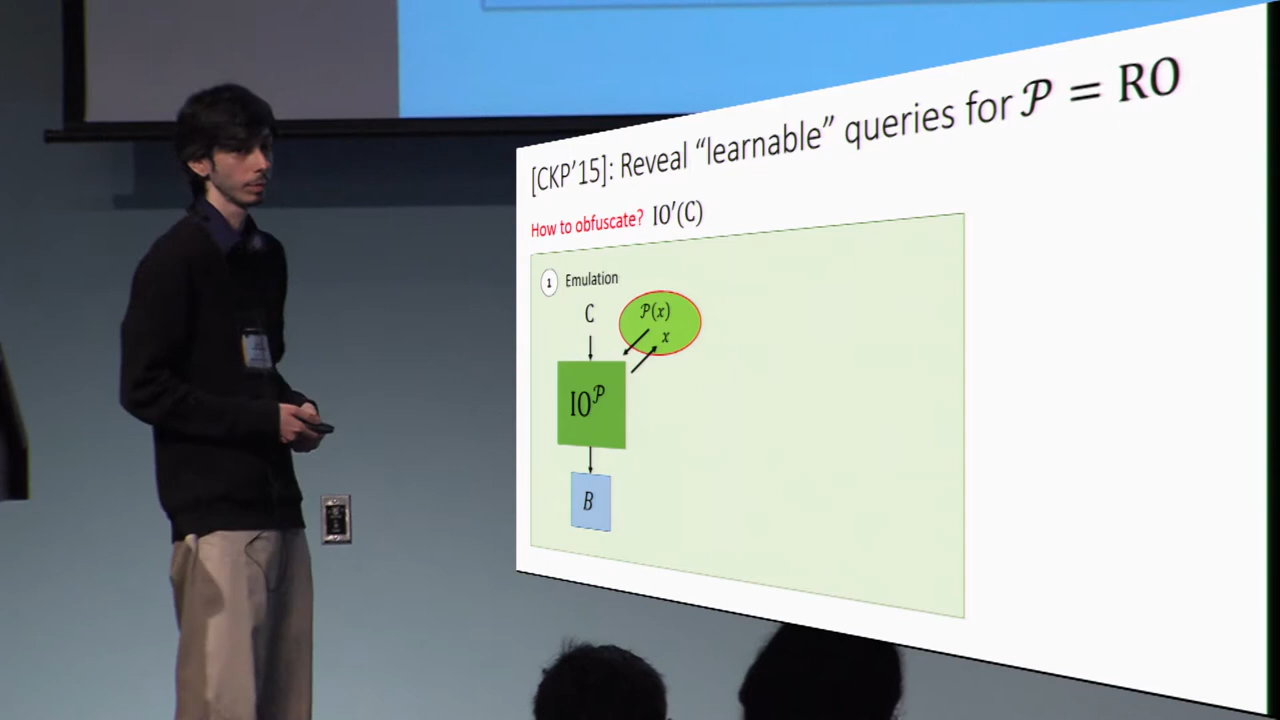 [CKP'15]: Reveal “learnable” queries for 𝒫 = RO
How to obfuscate? IO′(C)
1 Emulation
C
𝒫(x)
x
IO^𝒫
B